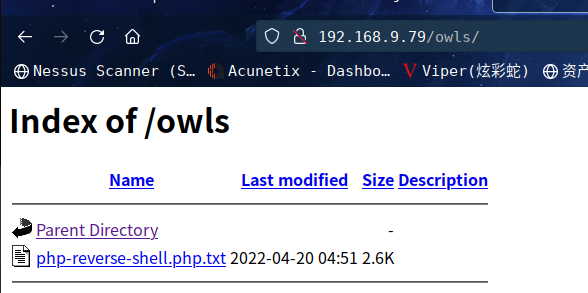 192.168.9.79/owls/
Nessus Scanner (S… Acunetix - Dashbo… Viper(炫彩蛇) 资产
Index of /owls
Name Last modified Size Description
Parent Directory -
php-reverse-shell.php.txt 2022-04-20 04:51 2.6K